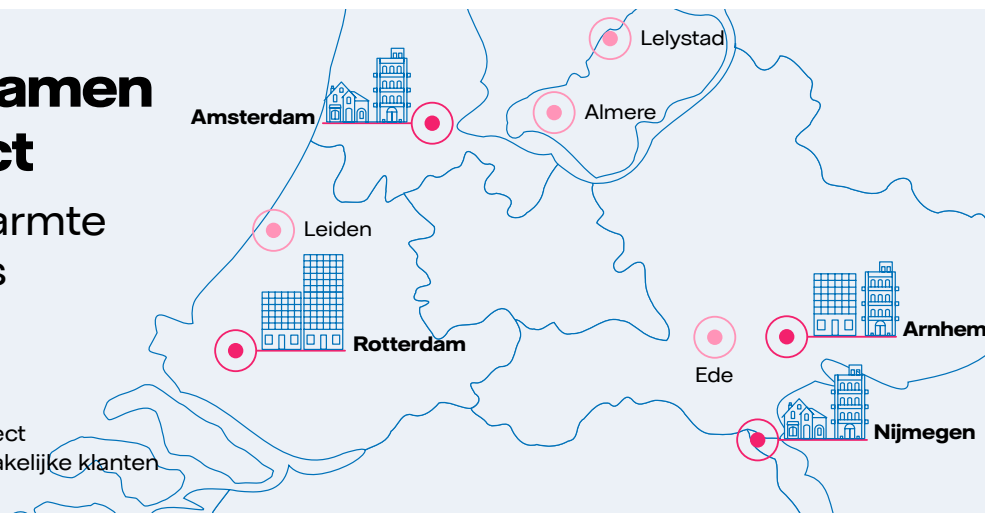 amen
ct
armte
s
ect
akelijke klanten
Lelystad
Almere
Amsterdam
Leiden
Rotterdam
Arnhem
Ede
Nijmegen